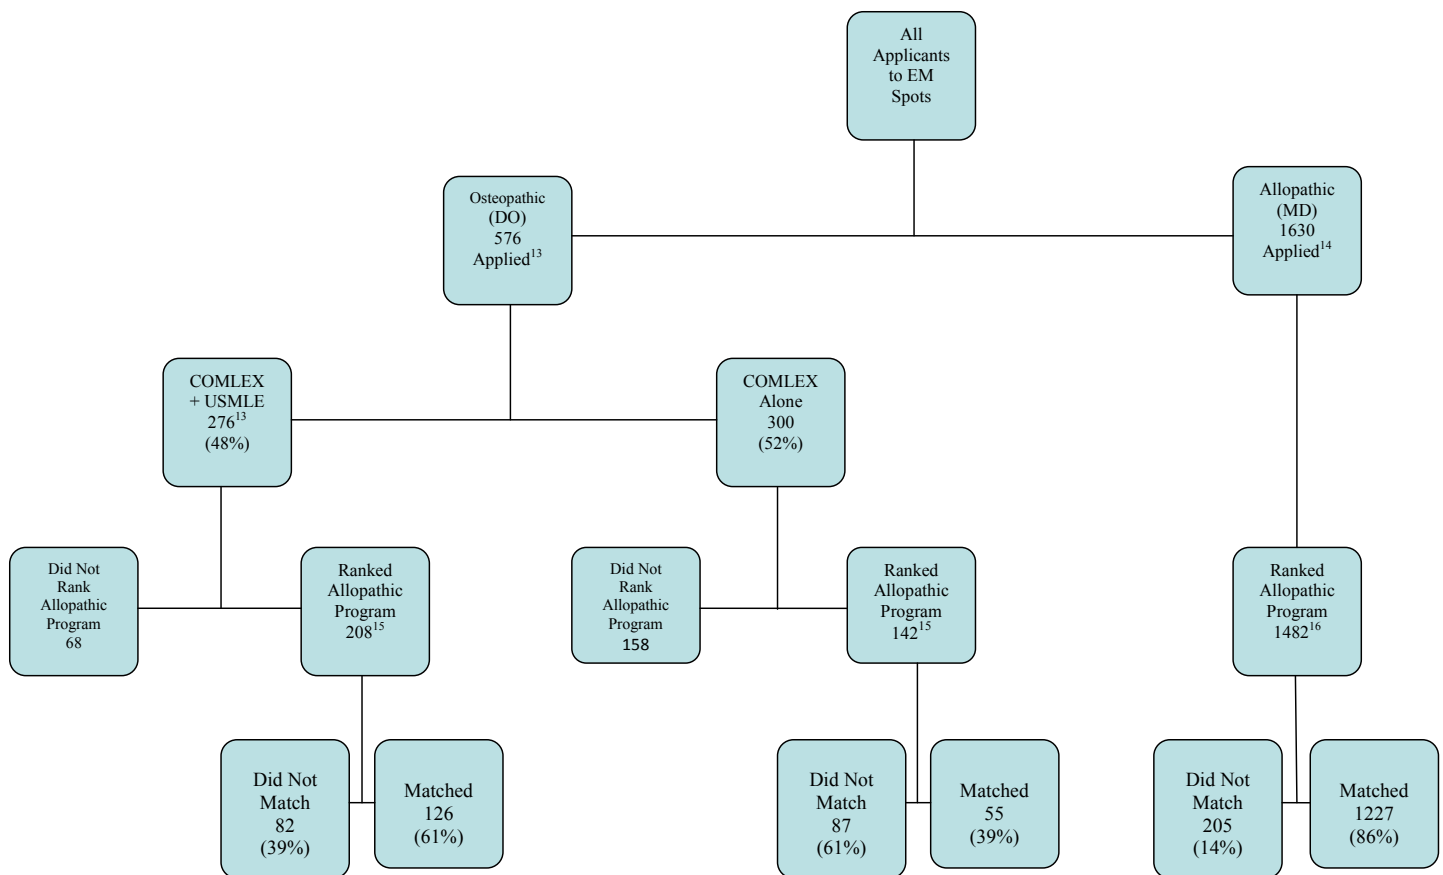 All
Applicants
to EM
Spots
Osteopathic
(DO)
576
Applied13
Allopathic
(MD)
1630
Applied14
COMLEX
+ USMLE
27613
(48%)
COMLEX
Alone
300
(52%)
Did Not
Rank
Allopathic
Program
68
Ranked
Allopathic
Program
20815
Did Not
Rank
Allopathic
Program
158
Ranked
Allopathic
Program
14215
Ranked
Allopathic
Program
148216
Did Not
Match
82
(39%)
Matched
126
(61%)
Did Not
Match
87
(61%)
Matched
55
(39%)
Did Not
Match
205
(14%)
Matched
1227
(86%)